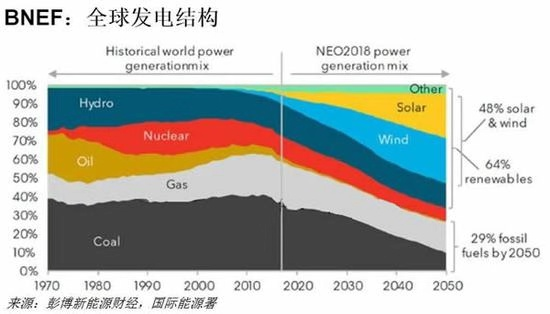 BNEF：全球发电结构
Historical world power
generationmix
NEO2018 power
generation mix
100%
90%
80%
70%
60%
50%
40%
30%
20%
10%
0%
Other
Solar
Wind
Hydro
Nuclear
Oil
Gas
Coal
48% solar
& wind
64%
renewables
29% fossil
fuels by 2050
1970 1980 1990 2000 2010 2020 2030 2040 2050
来源：彭博新能源财经，国际能源署